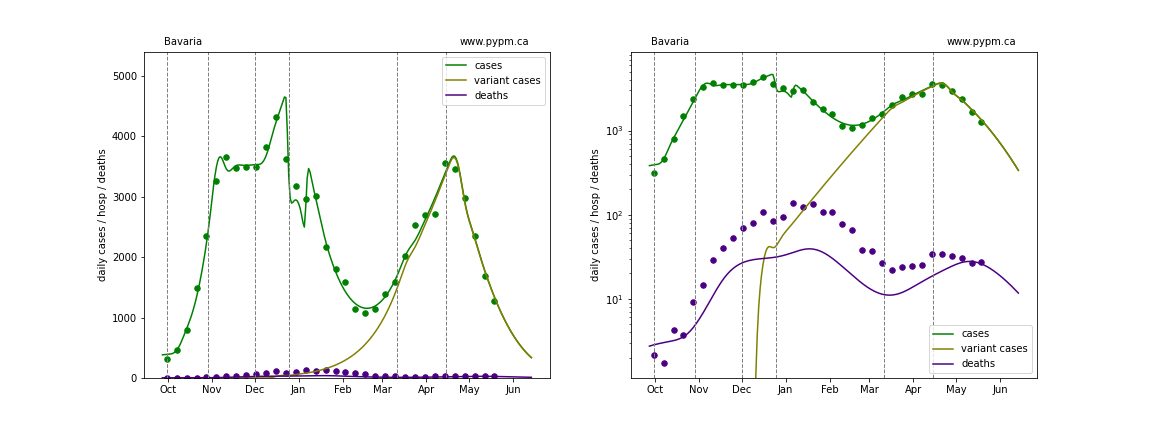 Bavaria www.pypm.ca
daily cases / hosp / deaths
5000
4000
3000
2000
1000
0
cases
variant cases
deaths
Oct Nov Dec Jan Feb Mar Apr May Jun
Bavaria www.pypm.ca
daily cases / hosp / deaths
10³
10²
10¹
cases
variant cases
deaths
Oct Nov Dec Jan Feb Mar Apr May Jun